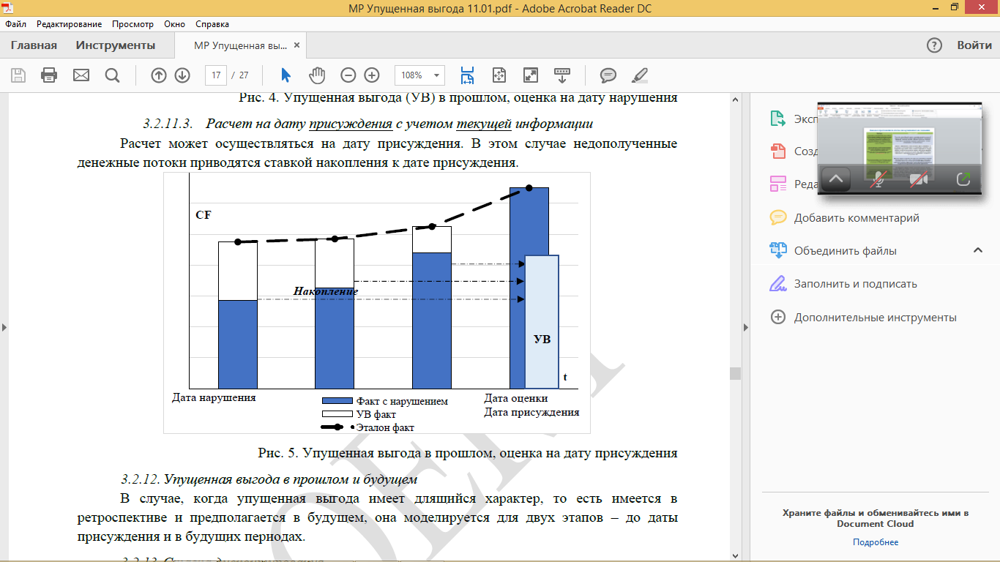 МР Упущенная выгода 11.01.pdf - Adobe Acrobat Reader DC
Файл Редактирование Просмотр Окно Справка
Главная Инструменты МР Упущенная вы... × Войти
17 / 27 108%
Рис. 4. Упущенная выгода (УВ) в прошлом, оценка на дату нарушения
3.2.11.3. Расчет на дату присуждения с учетом текущей информации
Расчет может осуществляться на дату присуждения. В этом случае недополученные
денежные потоки приводятся ставкой накопления к дате присуждения.
CF
Накопление
УВ
t
Дата нарушения
Факт с нарушением
УВ факт
Эталон факт
Дата оценки
Дата присуждения
Рис. 5. Упущенная выгода в прошлом, оценка на дату присуждения
3.2.12. Упущенная выгода в прошлом и будущем
В случае, когда упущенная выгода имеет длящийся характер, то есть имеется в
ретроспективе и предполагается в будущем, она моделируется для двух этапов – до даты
присуждения и в будущих периодах.
Эксп
Созд
Реда
Добавить комментарий
Объединить файлы
Заполнить и подписать
Дополнительные инструменты
Храните файлы и обменивайтесь ими в
Document Cloud
Подробнее